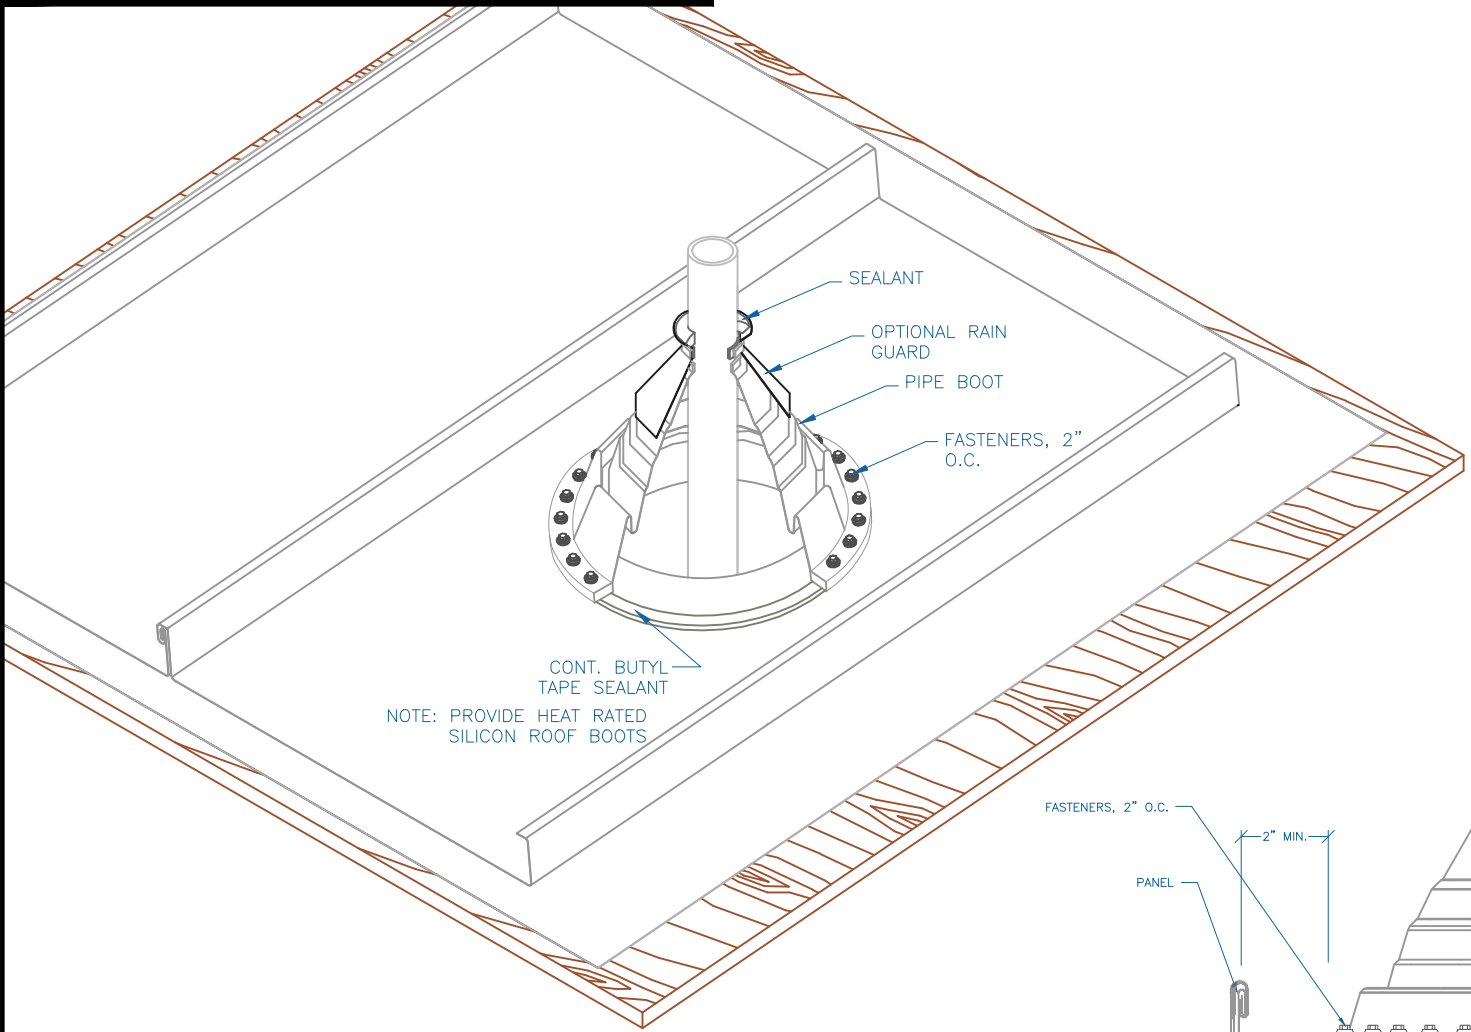 SEALANT
OPTIONAL RAIN
GUARD
PIPE BOOT
FASTENERS, 2”
O.C.
CONT. BUTYL
TAPE SEALANT
NOTE: PROVIDE HEAT RATED
SILICON ROOF BOOTS
FASTENERS, 2” O.C.
2” MIN.
PANEL